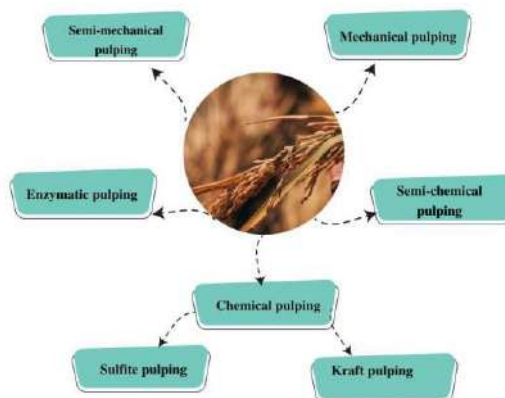 Semi-mechanical
pulping
Mechanical pulping
Enzymatic pulping
Semi-chemical
pulping
Chemical pulping
Sulfite pulping
Kraft pulping